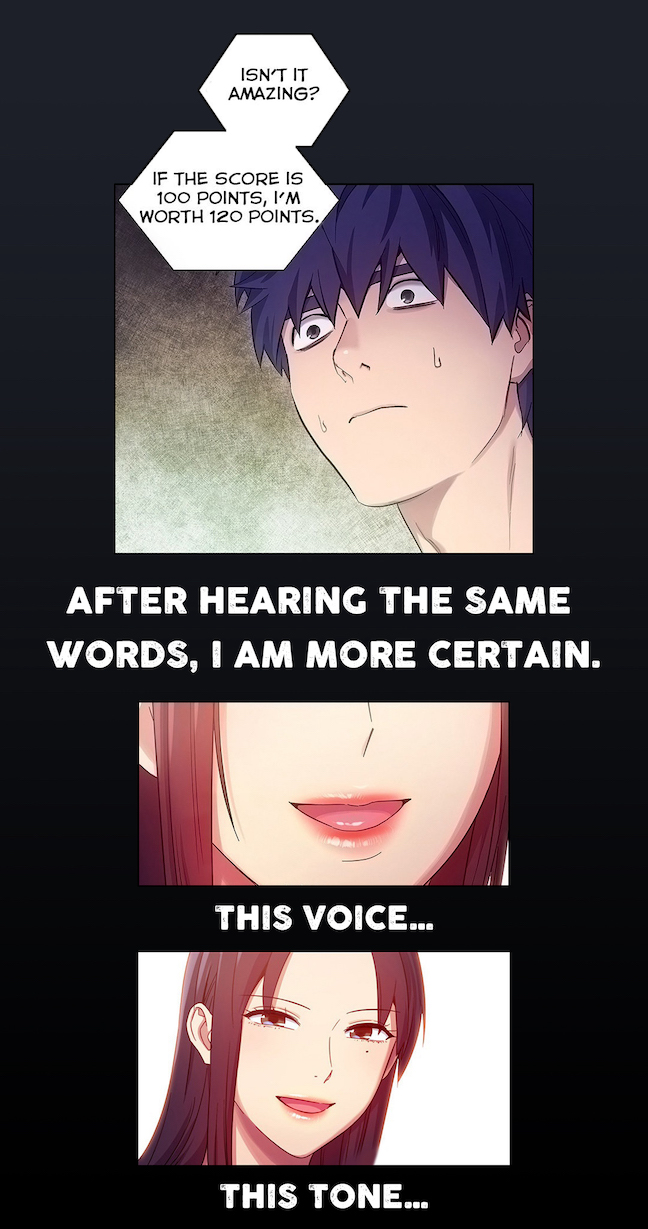 ISN'T IT
AMAZING?
IF THE SCORE IS
100 POINTS, I'M
WORTH 120 POINTS.
AFTER HEARING THE SAME
WORDS, I AM MORE CERTAIN.
THIS VOICE...
THIS TONE...